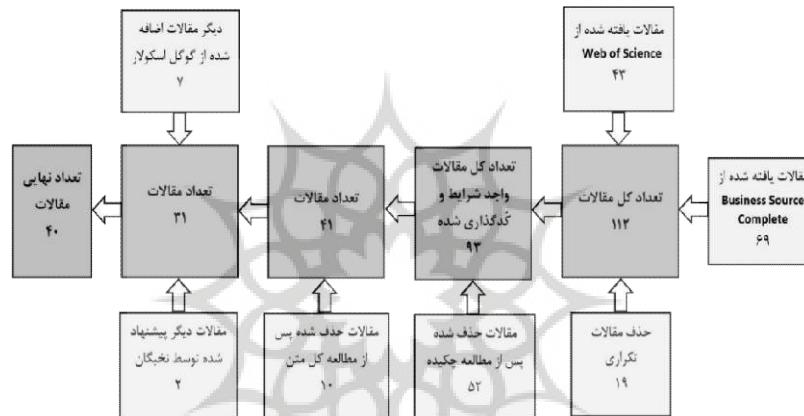 مقالات یافته شده از
Web of Science
۴۳
مقالات یافته شده از
Business Source
Complete
۶۹
تعداد کل مقالات
۱۱۲
حذف مقالات
تکراری
۱۹
تعداد کل مقالات
واجد شرایط و
کُدگذاری شده
۹۳
مقالات حذف شده
پس از مطالعه چکیده
۵۲
تعداد مقالات
۴۱
مقالات حذف شده پس
از مطالعه کل متن
۱۰
دیگر مقالات اضافه
شده از گوگل اسکولار
۷
تعداد مقالات
۳۱
مقالات دیگر پیشنهاد
شده توسط نخبگان
۲
تعداد نهایی
مقالات
۴۰